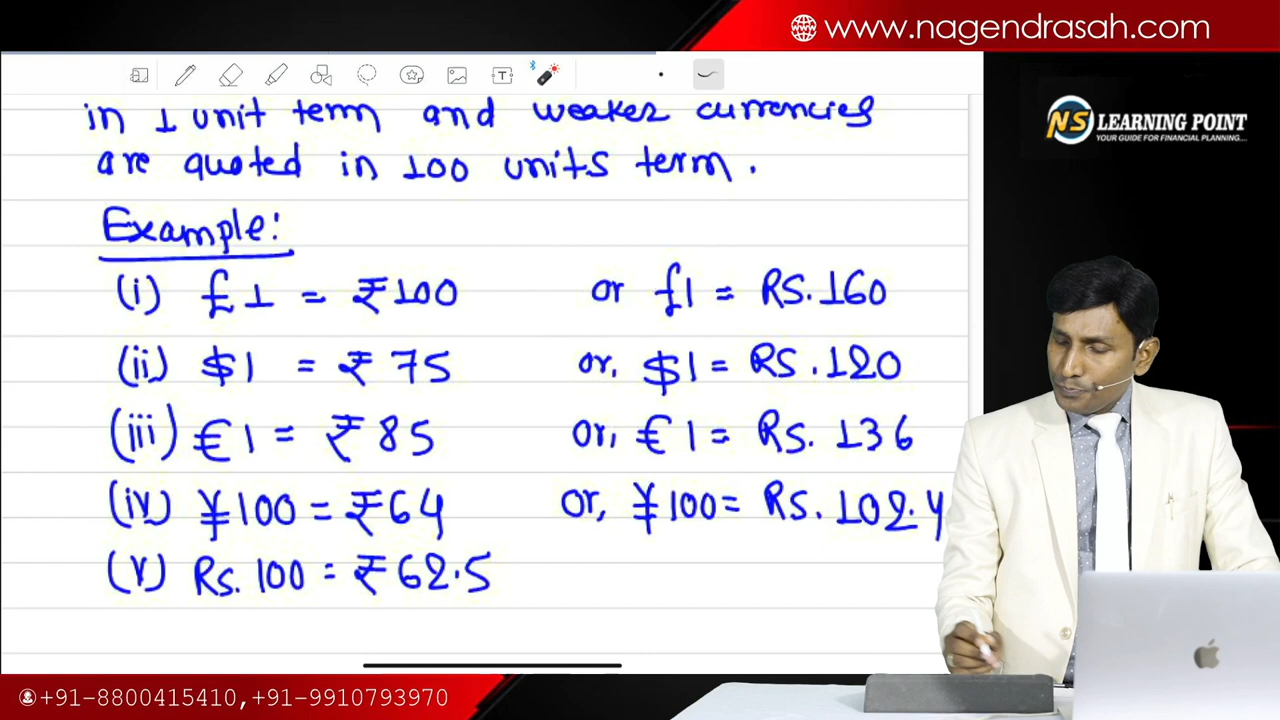 www.nagendrasah.com
NS LEARNING POINT
YOUR GUIDE FOR FINANCIAL PLANNING....
in 1 unit term and weaker currencies
are quoted in 100 units term.
Example:
(i) £1 = ₹100 or £1 = RS.160
(ii) $1 = ₹75 or, $1 = RS.120
(iii) €1 = ₹85 or, €1 = RS. 136
(iv) ¥100 = ₹64 or, ¥100 = RS. 102.4
(v) RS. 100 = ₹62.5
+91-8800415410,+91-9910793970